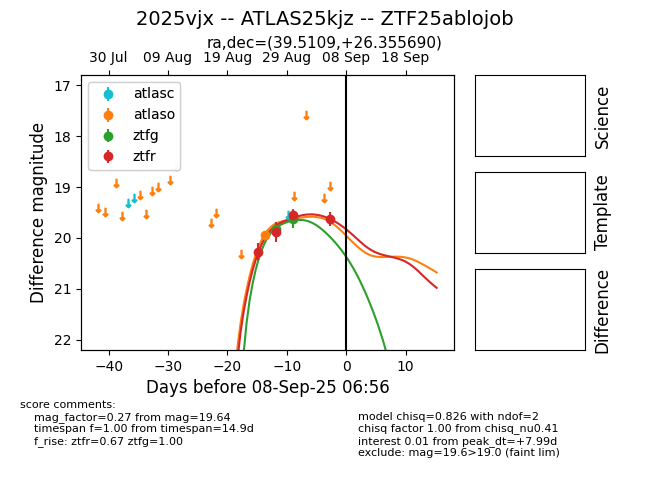 2025vjx -- ATLAS25kjz -- ZTF25ablojob
ra,dec=(39.5109,+26.355690)
30 Jul 09 Aug 19 Aug 29 Aug 08 Sep 18 Sep
atlasc
atlaso
ztfg
ztfr
17
18
19
20
21
22
Difference magnitude
−40 −30 −20 −10 0 10
Days before 08-Sep-25 06:56
Science
Template
Difference
score comments:
mag_factor=0.27 from mag=19.64
timespan f=1.00 from timespan=14.9d
f_rise: ztfr=0.67 ztfg=1.00
model chisq=0.826 with ndof=2
chisq factor 1.00 from chisq_nu0.41
interest 0.01 from peak_dt=+7.99d
exclude: mag=19.6>19.0 (faint lim)